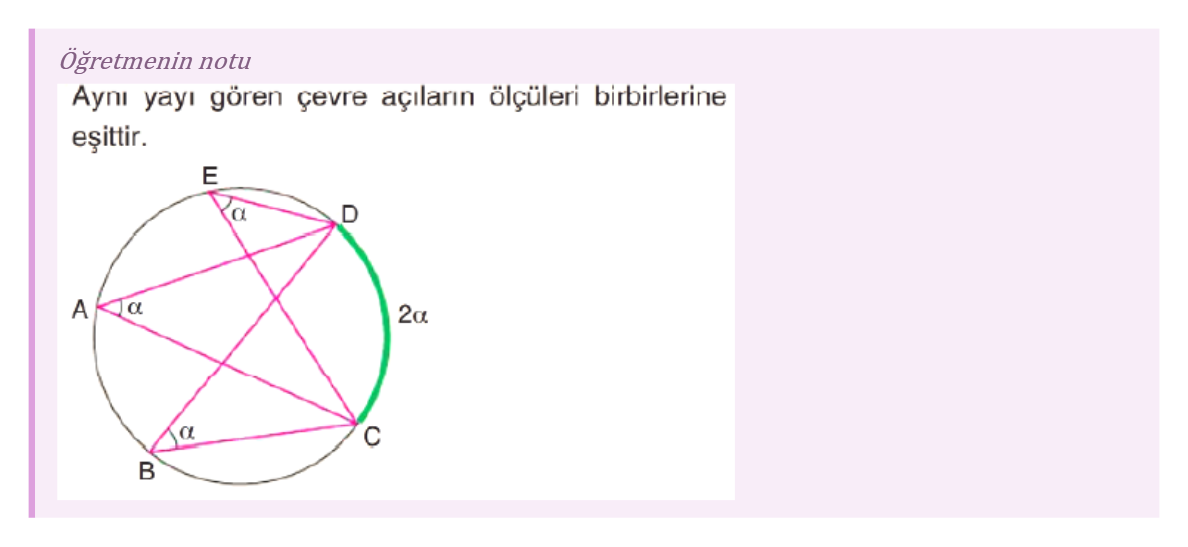 Öğretmenin notu
Aynı yayı gören çevre açıların ölçüleri birbirlerine
eşittir.
E
α
D
A
α
2α
α
C
B